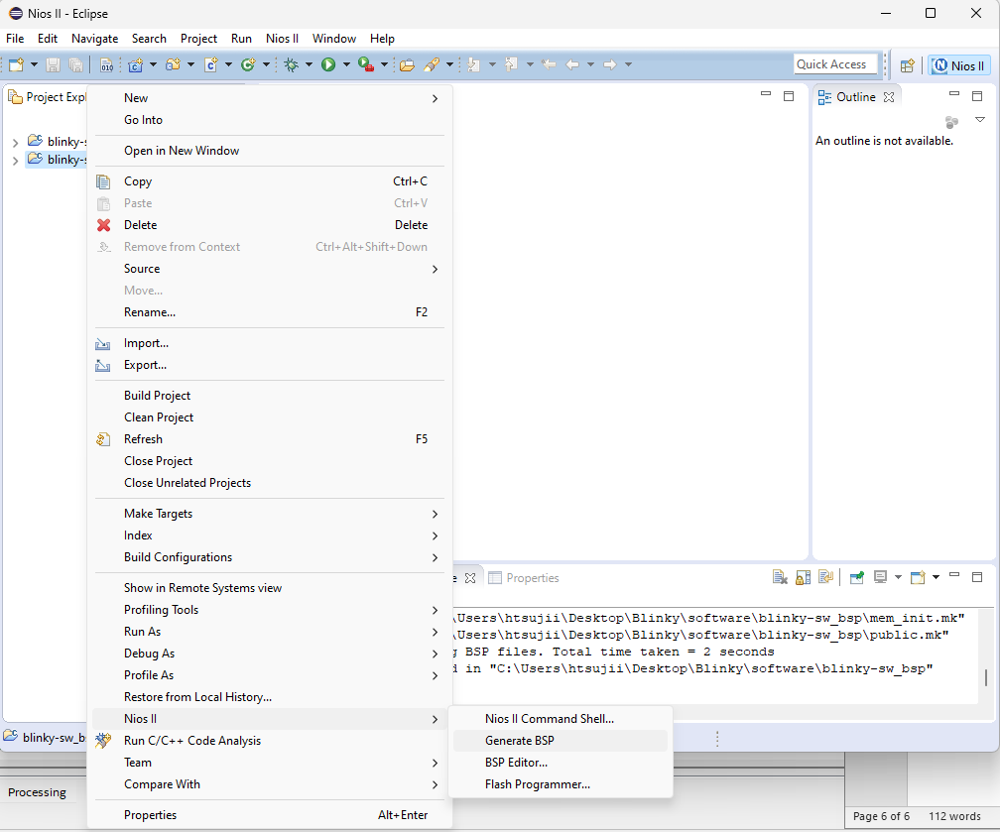 Nios II - Eclipse
File Edit Navigate Search Project Run Nios II Window Help
010
Quick Access
Nios II
Project Expl
blinky-s
blinky-s
New
Go Into
Open in New Window
Copy Ctrl+C
Paste Ctrl+V
Delete Delete
Remove from Context Ctrl+Alt+Shift+Down
Source
Move...
Rename... F2
Import...
Export...
Build Project
Clean Project
Refresh F5
Close Project
Close Unrelated Projects
Make Targets
Index
Build Configurations
Show in Remote Systems view
Profiling Tools
Run As
Debug As
Profile As
Restore from Local History...
Nios II
Run C/C++ Code Analysis
Team
Compare With
Properties Alt+Enter
Nios II Command Shell...
Generate BSP
BSP Editor...
Flash Programmer...
Outline
An outline is not available.
e
Properties
\Users\htsujii\Desktop\Blinky\software\blinky-sw_bsp\mem_init.mk"
\Users\htsujii\Desktop\Blinky\software\blinky-sw_bsp\public.mk"
g BSP files. Total time taken = 2 seconds
d in "C:\Users\htsujii\Desktop\Blinky\software\blinky-sw_bsp"
blinky-sw_bs
Processing
Page 6 of 6 112 words